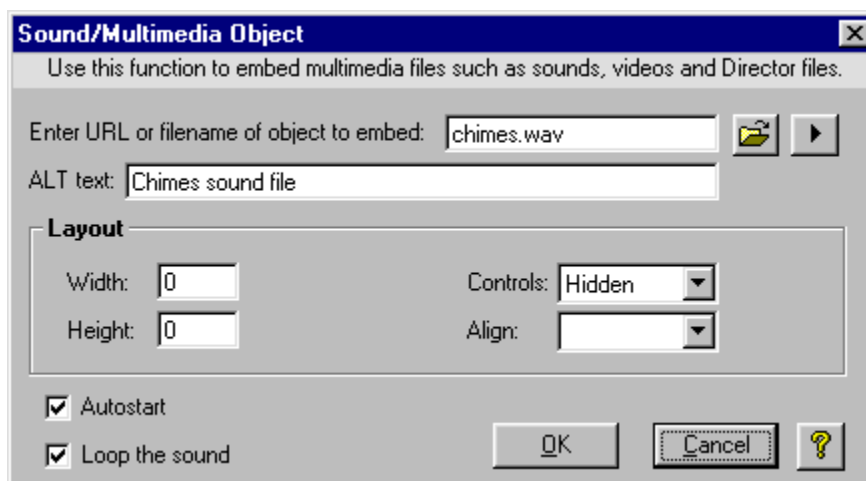 Sound/Multimedia Object
Use this function to embed multimedia files such as sounds, videos and Director files.
Enter URL or filename of object to embed: chimes.wav
ALT text: Chimes sound file
Layout
Width: 0 Controls: Hidden
Height: 0 Align:
Autostart
Loop the sound OK Cancel ?